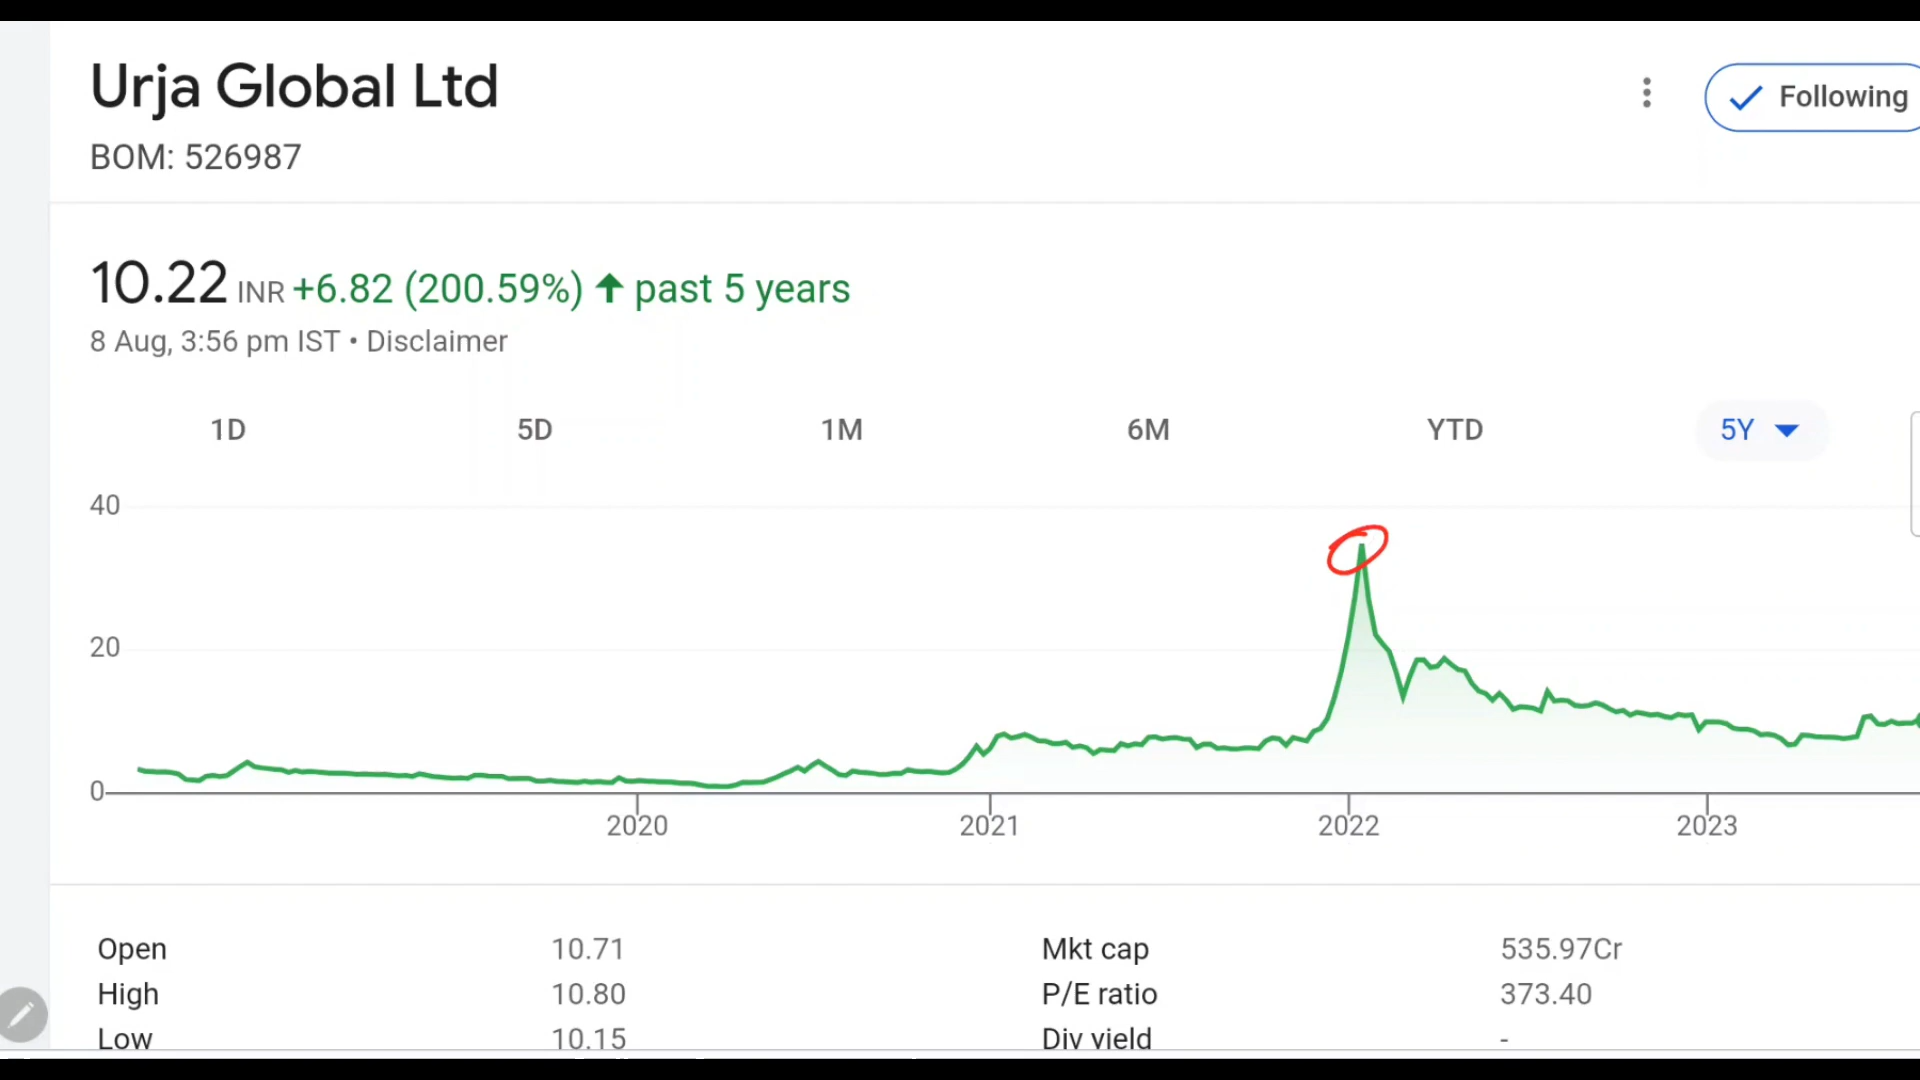 Urja Global Ltd
Following
BOM: 526987
10.22 INR +6.82 (200.59%) ↑ past 5 years
8 Aug, 3:56 pm IST • Disclaimer
1D 5D 1M 6M YTD 5Y
40
20
0
2020 2021 2022 2023
Open 10.71 Mkt cap 535.97Cr
High 10.80 P/E ratio 373.40
Low 10.15 Div yield -